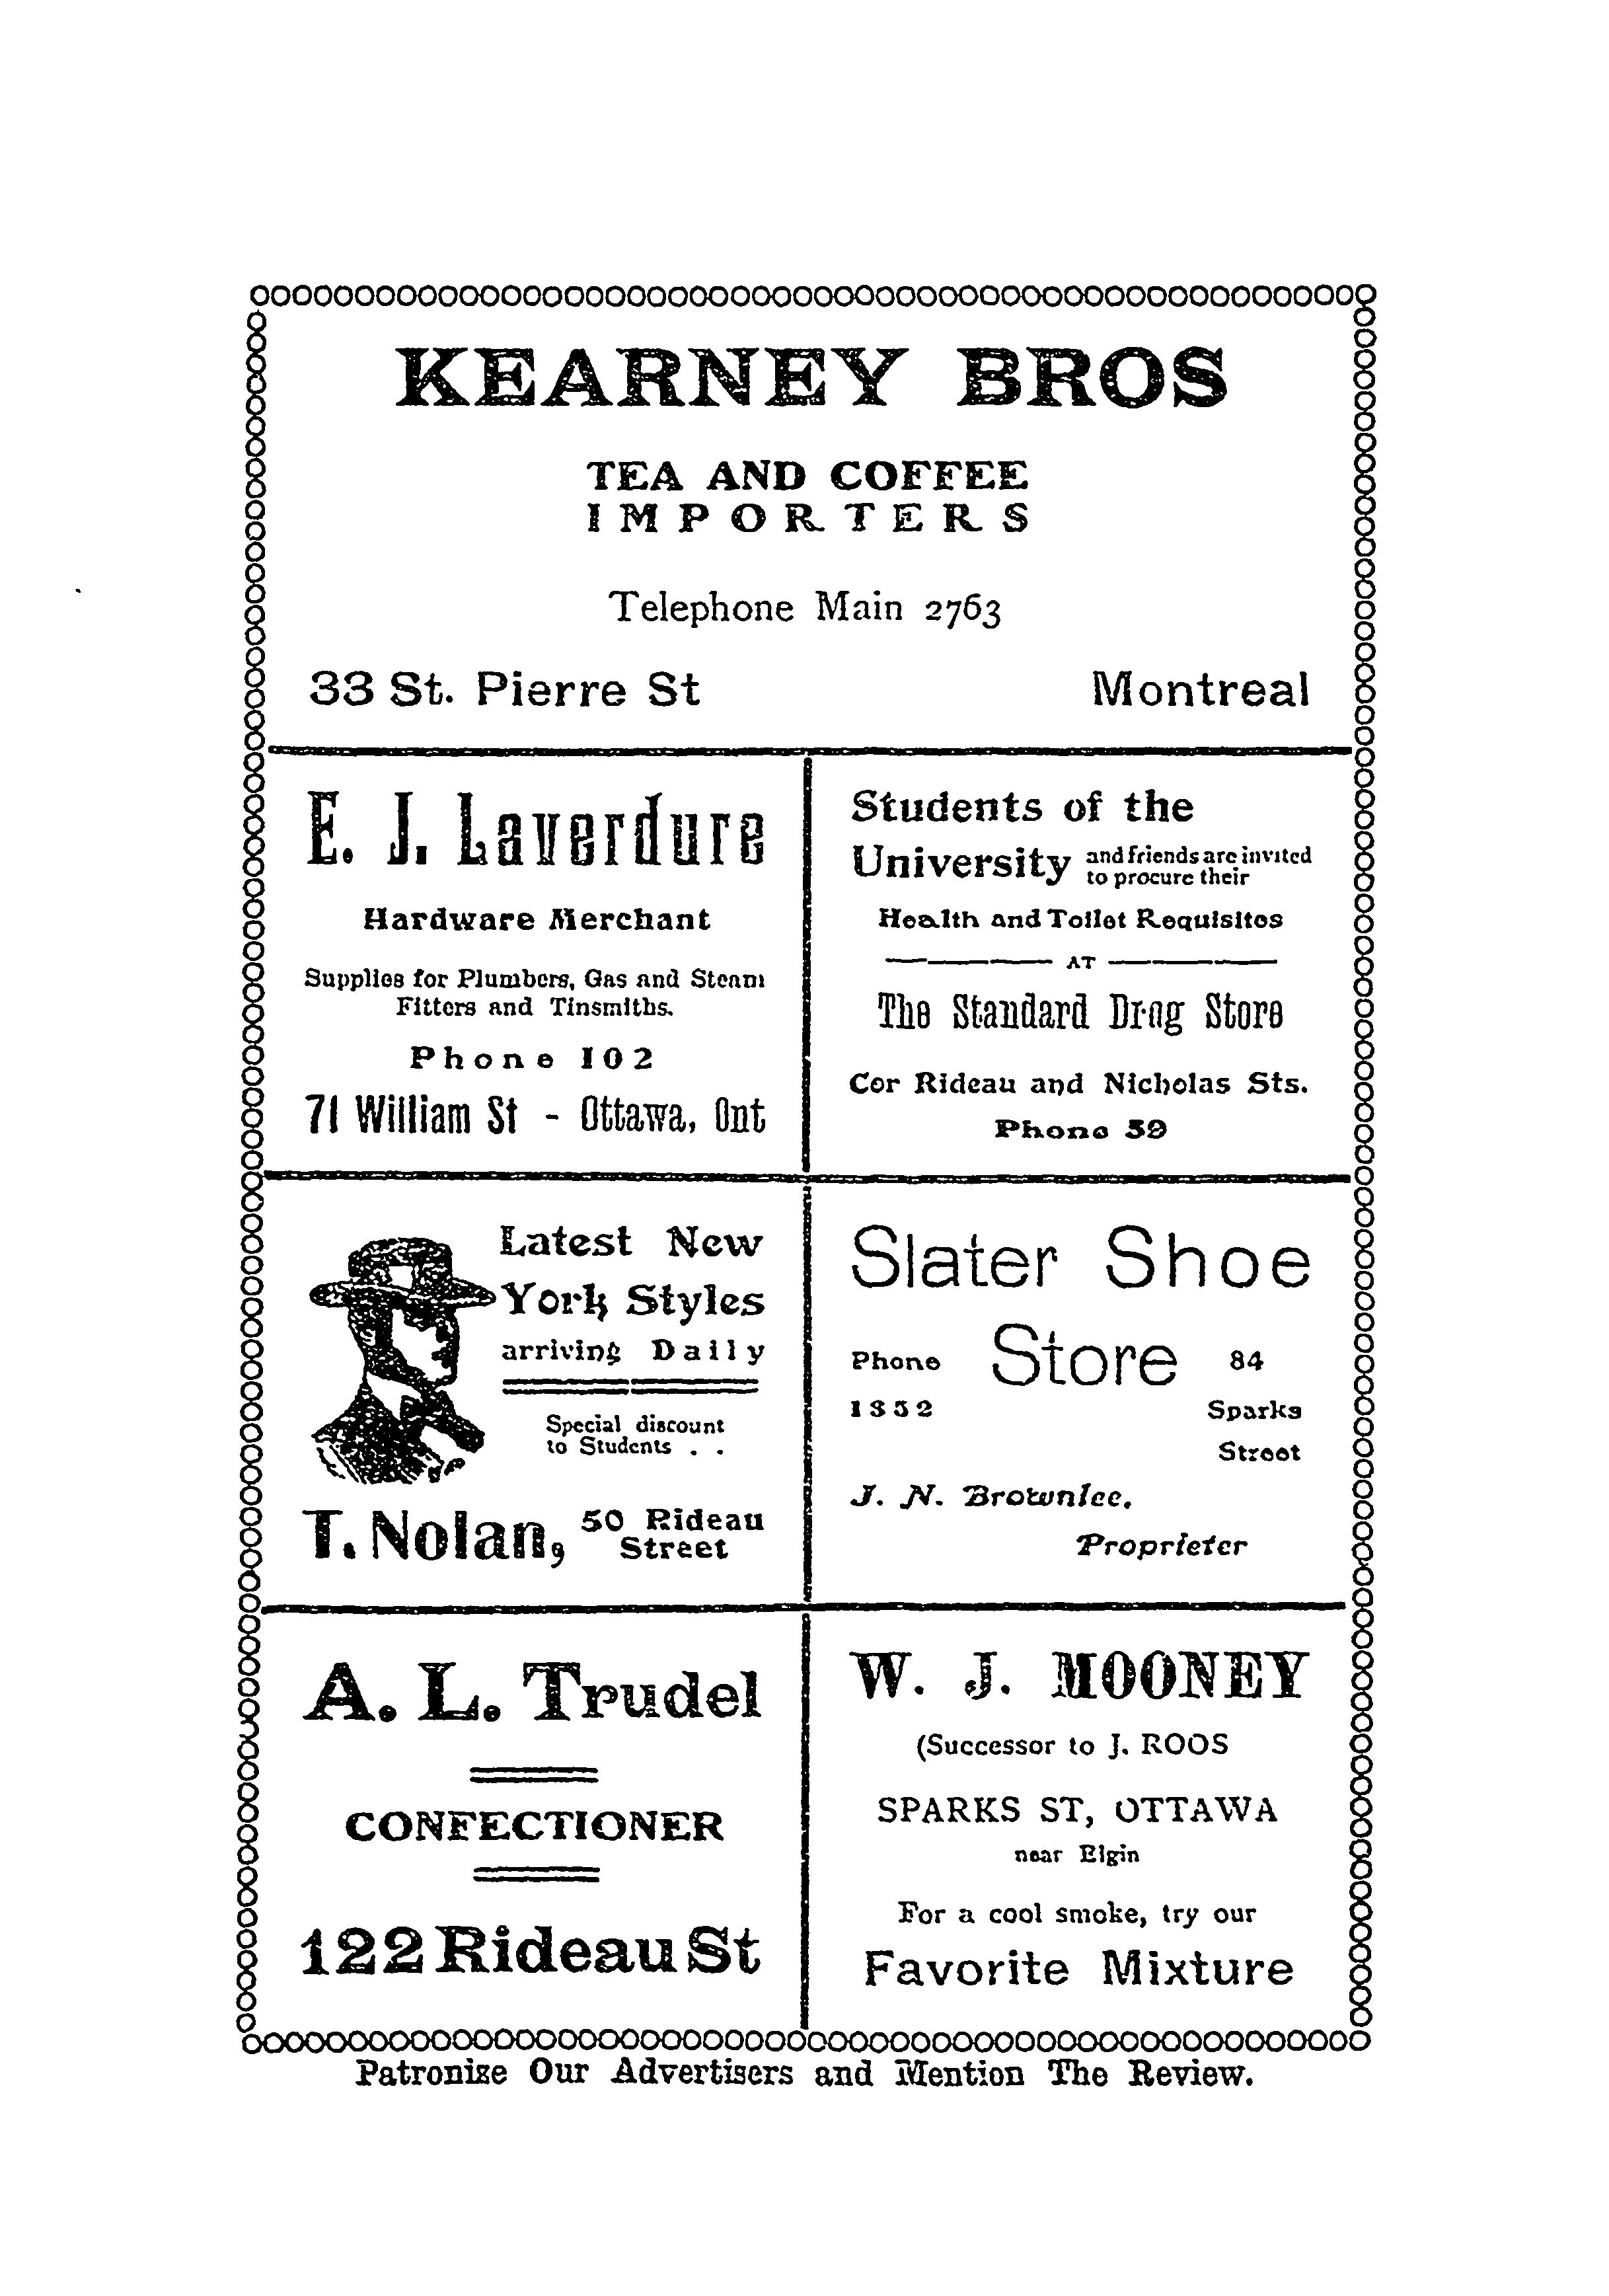 KEARNEY BROS
TEA AND COFFEE
IMPORTERS
Telephone Main 2763
33 St. Pierre St Montreal
E. J. Laverdure
Hardware Merchant
Supplies for Plumbers, Gas and Steam
Fitters and Tinsmiths.
Phone 102
71 William St - Ottawa, Ont
Students of the
University and friends are invited
to procure their
Health and Toilet Requisites
AT
The Standard Drug Store
Cor Rideau and Nicholas Sts.
Phone 59
Latest New
York Styles
arriving Daily
Special discount
to Students . .
T. Nolan, 50 Rideau
Street
Slater Shoe
Store
Phone
1352
84
Sparks
Street
J. N. Brownlee,
Proprietor
A. L. Trudel
CONFECTIONER
122 Rideau St
W. J. MOONEY
(Successor to J. ROOS
SPARKS ST, OTTAWA
near Elgin
For a cool smoke, try our
Favorite Mixture
Patronize Our Advertisers and Mention The Review.